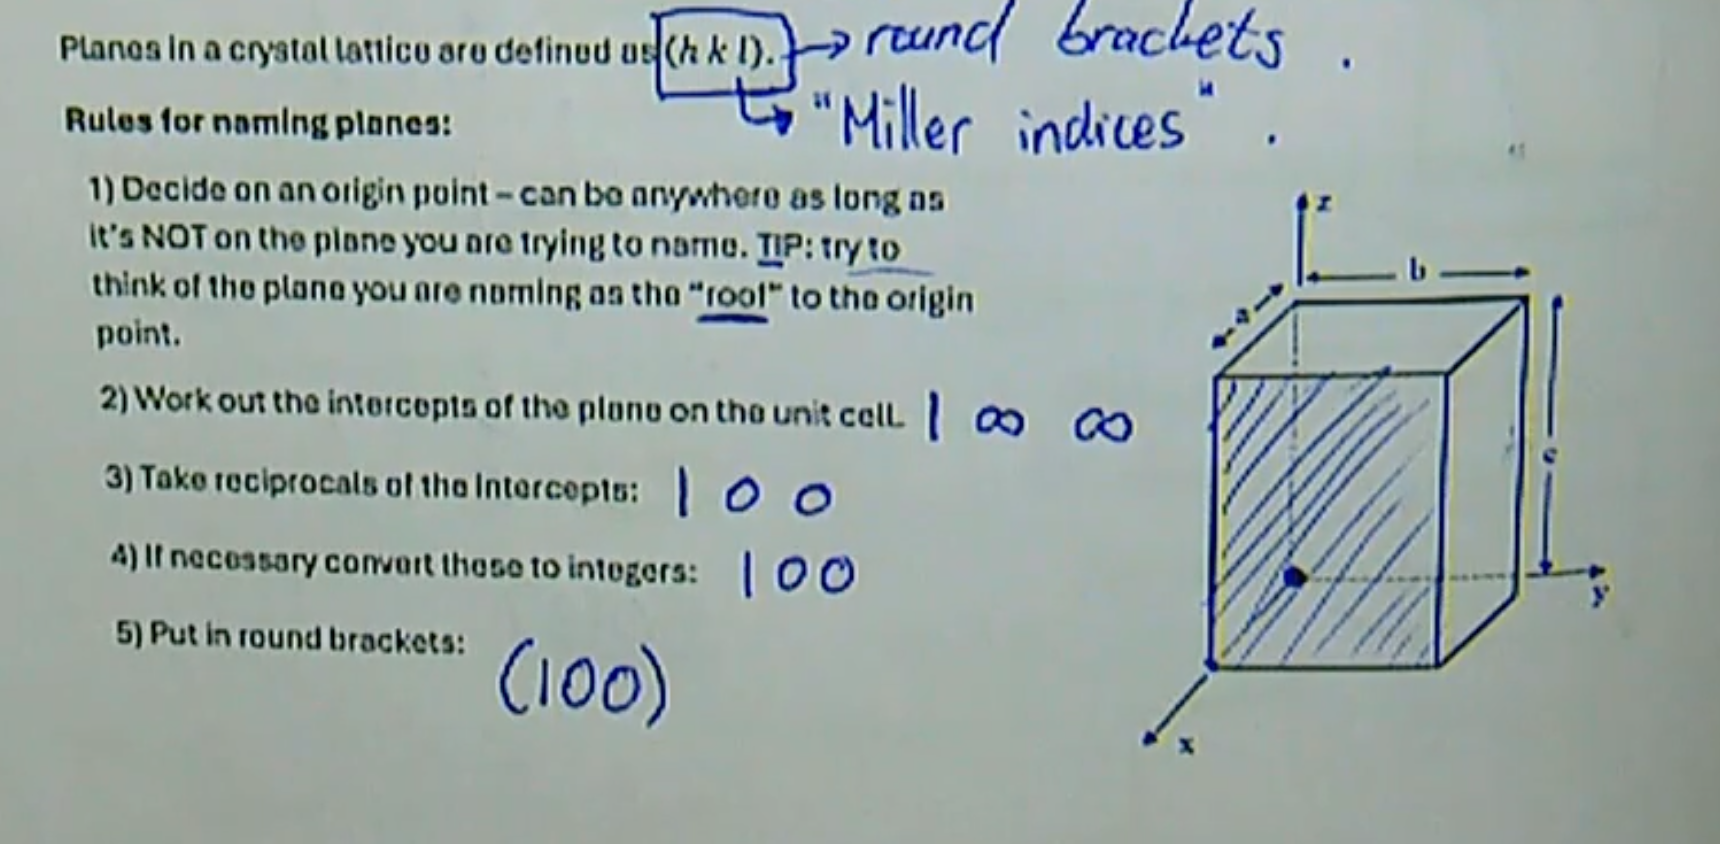 Planes in a crystal lattice are defined as (h k l). → round brackets.
"Miller indices".
Rules for naming planes:
1) Decide on an origin point – can be anywhere as long as
it's NOT on the plane you are trying to name. TIP: try to
think of the plane you are naming as the "roof" to the origin
point.
2) Work out the intercepts of the plane on the unit cell. 1 ∞ ∞
3) Take reciprocals of the Intercepts: 1 0 0
4) If necessary convert these to integers: 1 0 0
5) Put in round brackets:
(100)
z
b
a
c
y
x